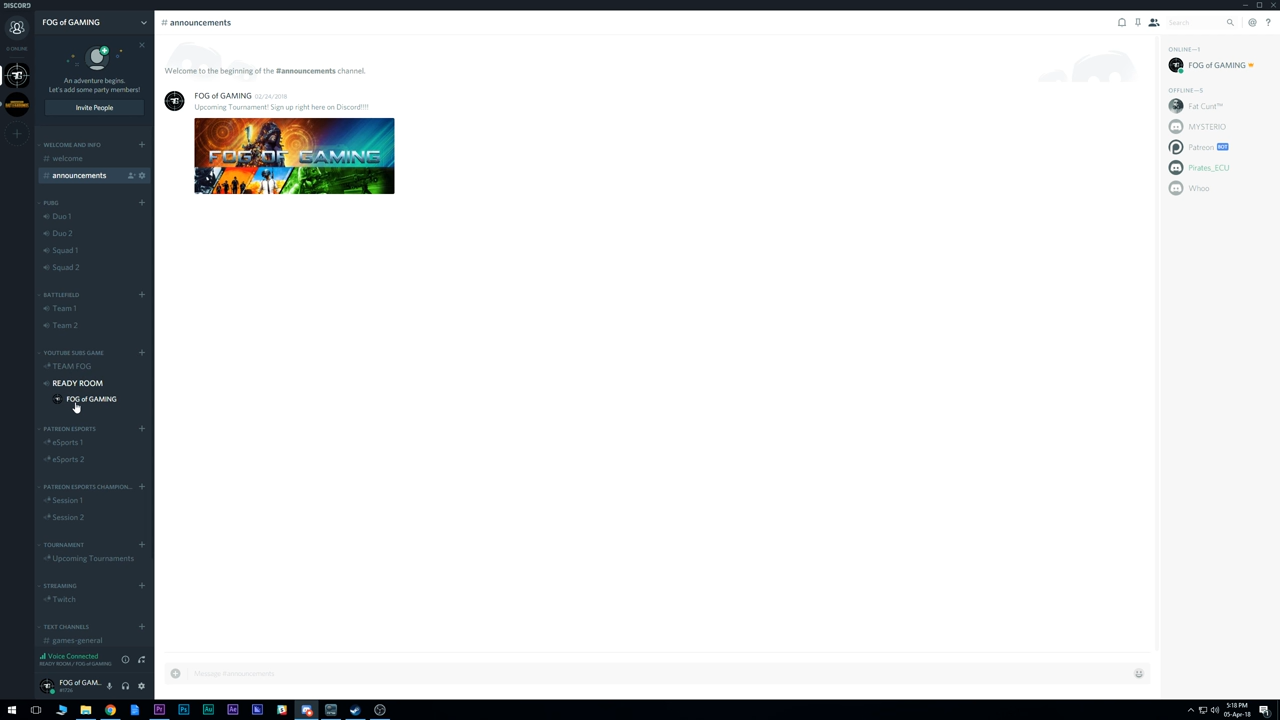 DISCORD
FOG of GAMING
0 ONLINE
An adventure begins.
Let's add some party members!
Invite People
WELCOME AND INFO
# welcome
# announcements
PUBG
Duo 1
Duo 2
Squad 1
Squad 2
BATTLEFIELD
Team 1
Team 2
YOUTUBE SUBS GAME
TEAM FOG
READY ROOM
FOG of GAMING
PATREON ESPORTS
eSports 1
eSports 2
PATREON ESPORTS CHAMPION...
Session 1
Session 2
TOURNAMENT
Upcoming Tournaments
STREAMING
Twitch
TEXT CHANNELS
# games-general
Voice Connected
READY ROOM / FOG of GAMING
FOG of GAM...
#1736
# announcements
Search
Welcome to the beginning of the #announcements channel.
FOG of GAMING 02/24/2018
Upcoming Tournament! Sign up right here on Discord!!!!
FOG OF GAMING
Message #announcements
ONLINE—1
FOG of GAMING
OFFLINE—5
Fat Cunt™
MYSTERIO
Patreon BOT
Pirates_ECU
Whoo
5:18 PM
05-Apr-18